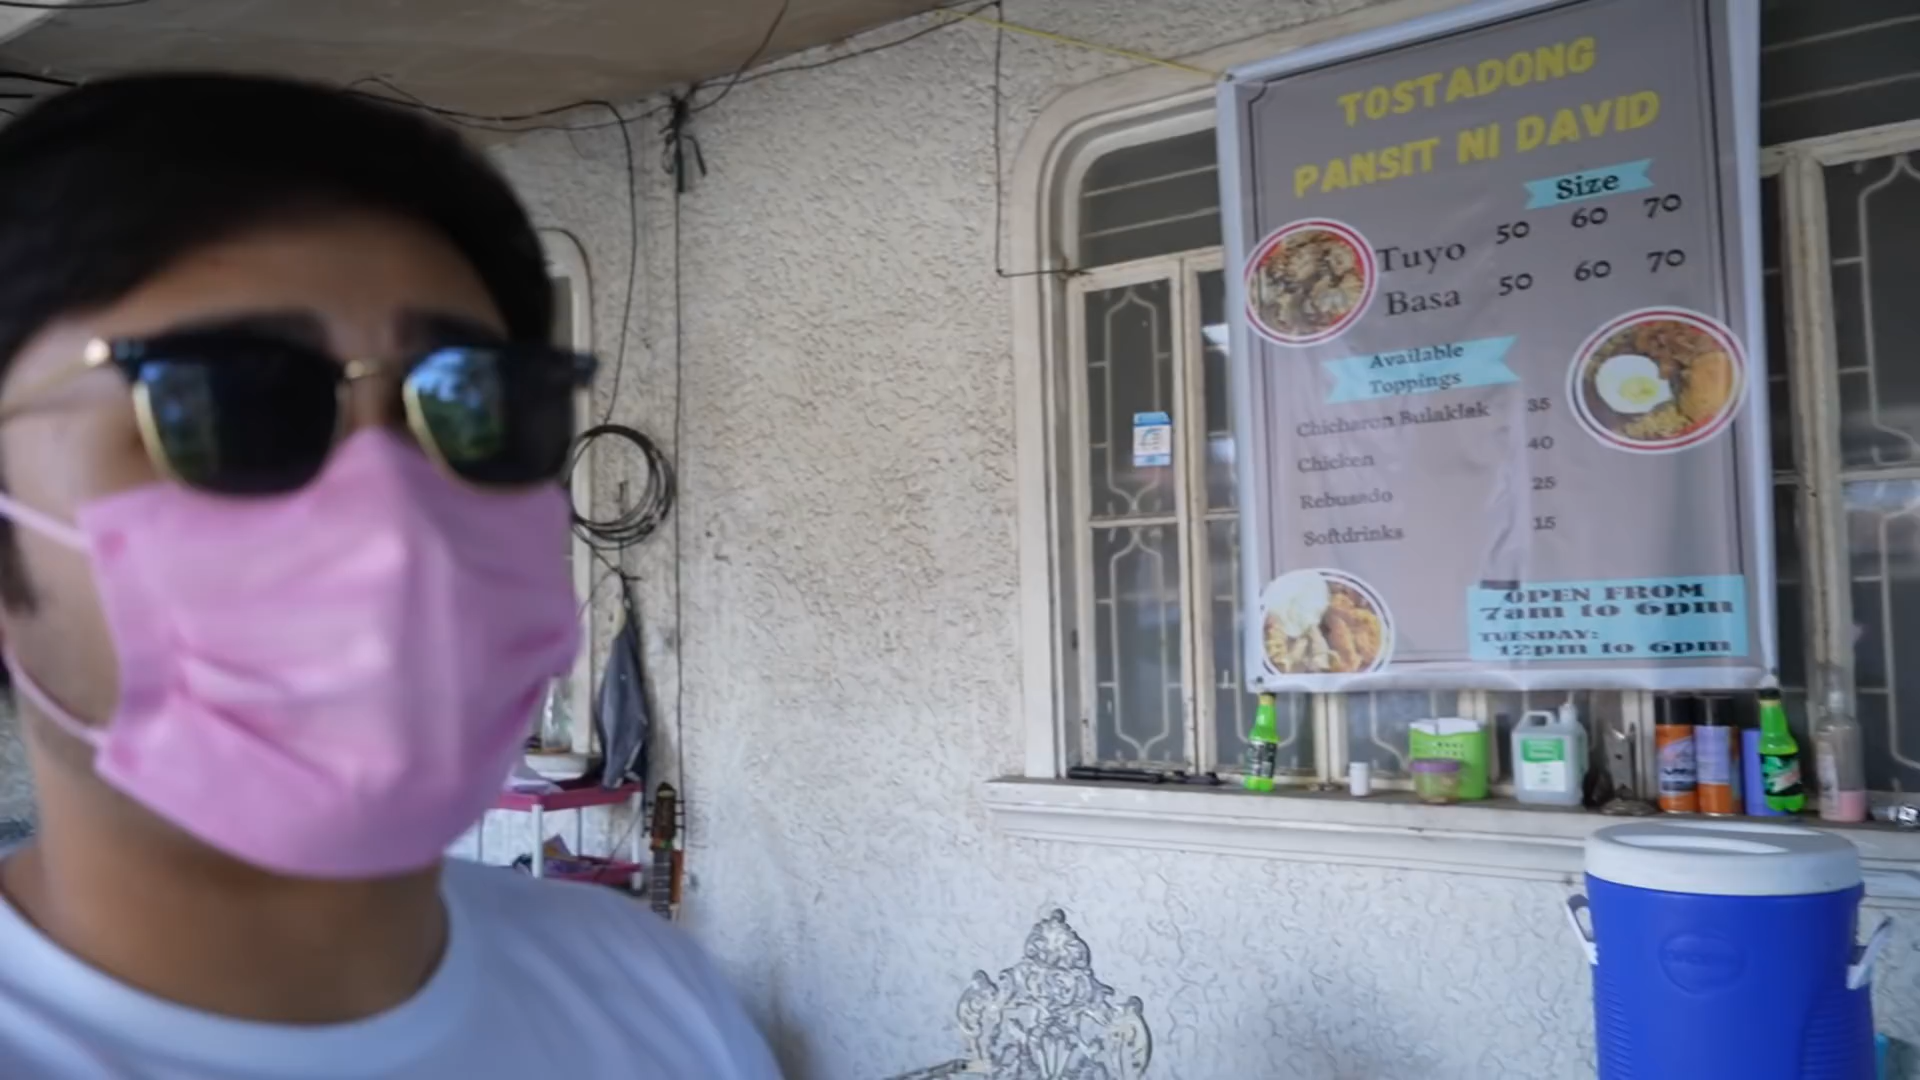 TOSTADONG
PANSIT NI DAVID
Size
Tuyo 50 60 70
Basa 50 60 70
Available
Toppings
Chicharon Bulaklak 35
Chicken 40
Rebusado 25
Softdrinks 15
OPEN FROM
7am to 6pm
TUESDAY:
12pm to 6pm